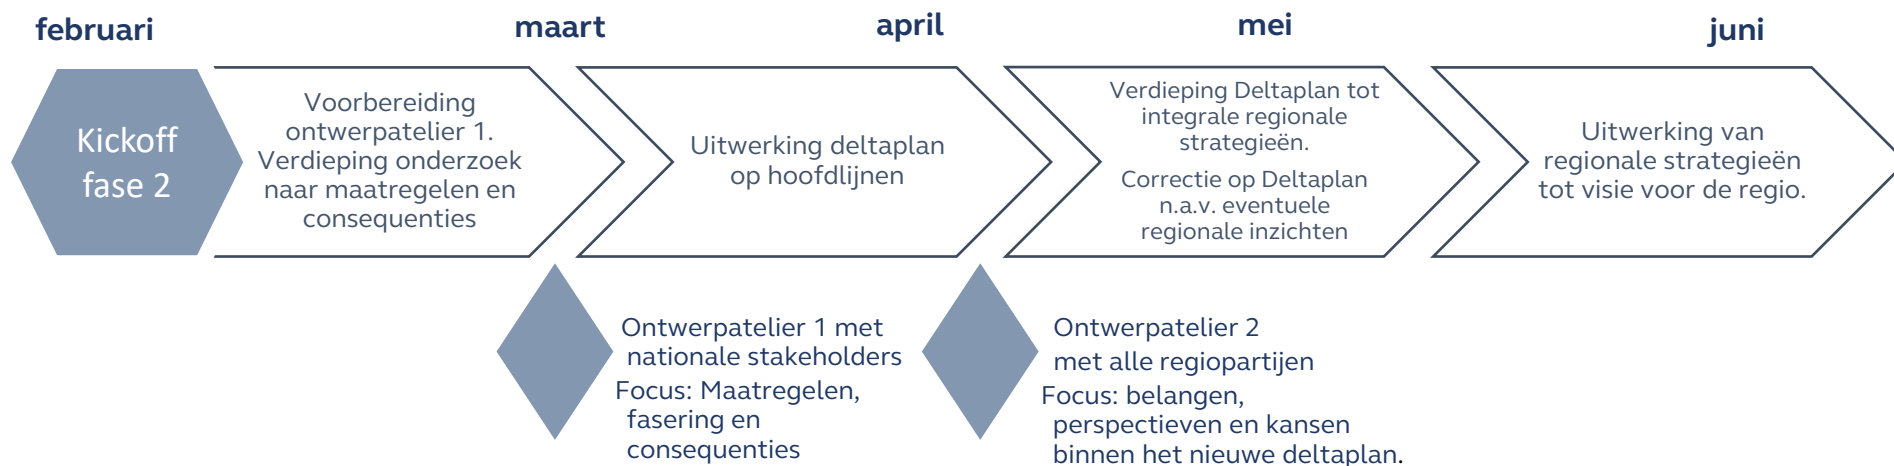 februari
maart
april
mei
juni
Kickoff
fase 2
Voorbereiding
ontwerpatelier 1.
Verdieping onderzoek
naar maatregelen en
consequenties
Uitwerking deltaplan
op hoofdlijnen
Verdieping Deltaplan tot
integrale regionale
strategieën.
Correctie op Deltaplan
n.a.v. eventuele
regionale inzichten
Uitwerking van
regionale strategieën
tot visie voor de regio.
Ontwerpatelier 1 met
nationale stakeholders
Focus: Maatregelen,
fasering en
consequenties
Ontwerpatelier 2
met alle regiopartijen
Focus: belangen,
perspectieven en kansen
binnen het nieuwe deltaplan.